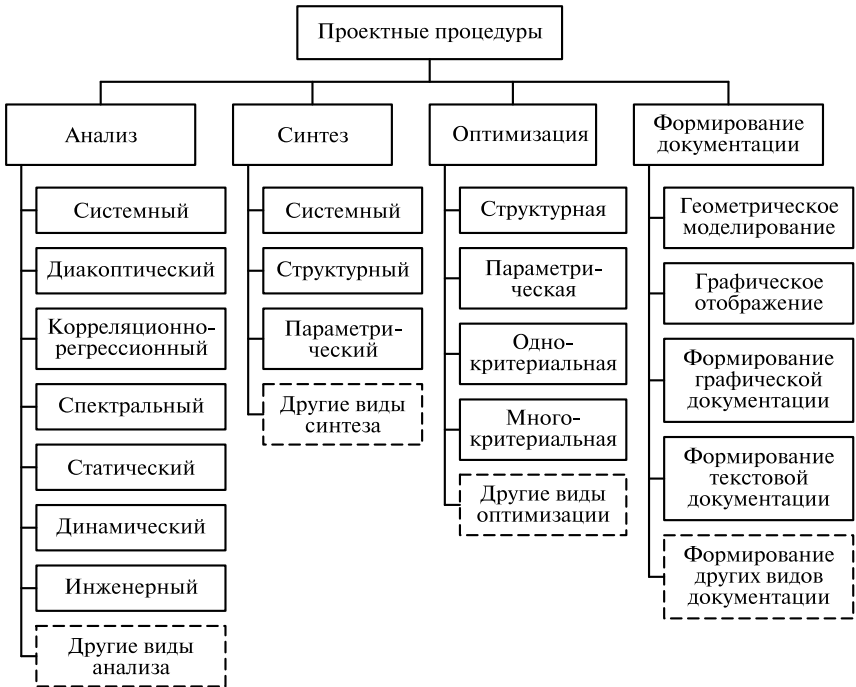 Проектные процедуры
Анализ
Системный
Диакоптический
Корреляционно-
регрессионный
Спектральный
Статический
Динамический
Инженерный
Другие виды
анализа
Синтез
Системный
Структурный
Параметри-
ческий
Другие виды
синтеза
Оптимизация
Структурная
Параметри-
ческая
Одно-
критериальная
Много-
критериальная
Другие виды
оптимизации
Формирование
документации
Геометрическое
моделирование
Графическое
отображение
Формирование
графической
документации
Формирование
текстовой
документации
Формирование
других видов
документации